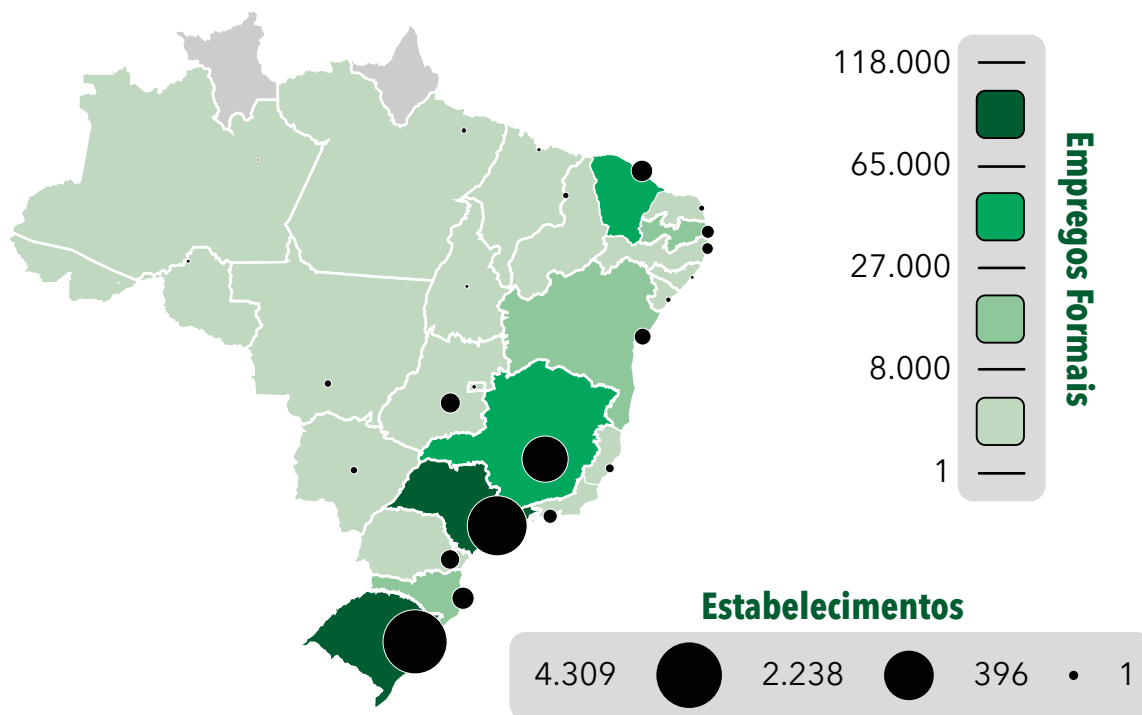 118.000
65.000
27.000
8.000
1
Empregos Formais
Estabelecimentos
4.309 2.238 396 1